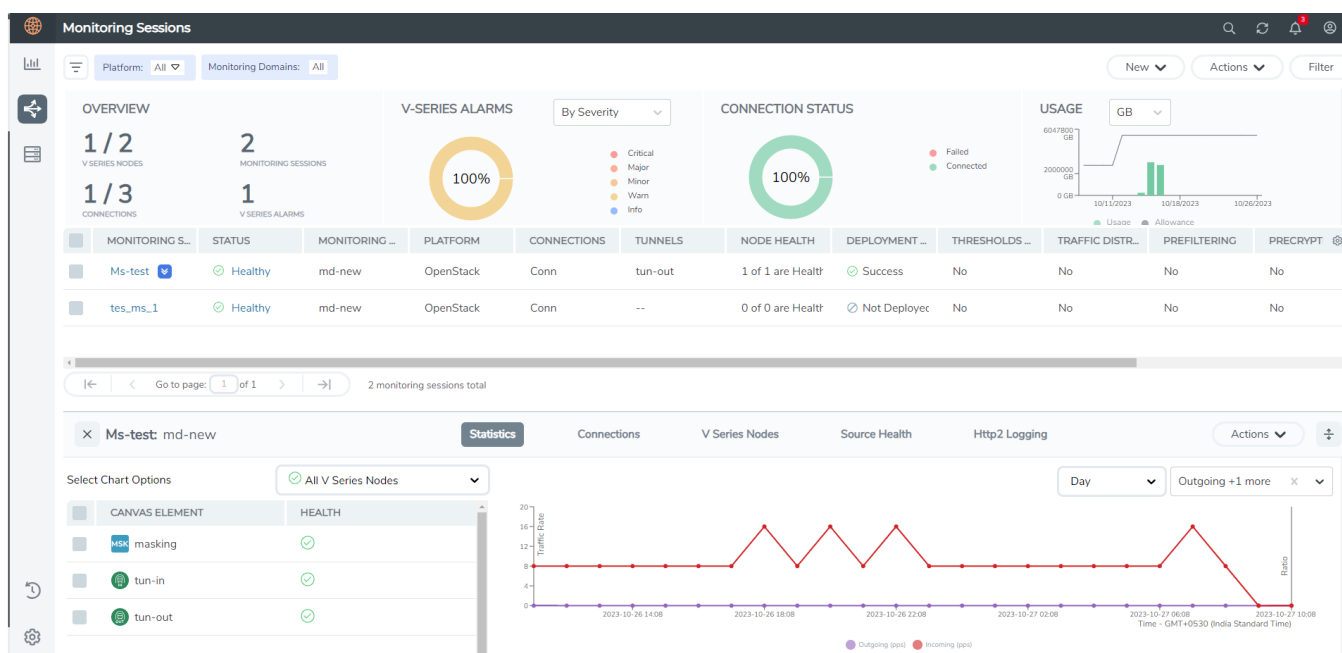 Monitoring Sessions
3
Platform: All
Monitoring Domains: All
New
Actions
Filter
OVERVIEW
1 / 2
V SERIES NODES
2
MONITORING SESSIONS
1 / 3
CONNECTIONS
1
V SERIES ALARMS
V-SERIES ALARMS
By Severity
100%
Critical
Major
Minor
Warn
Info
CONNECTION STATUS
100%
Failed
Connected
USAGE
GB
6047800
GB
2000000
GB
0 GB
10/11/2023 10/18/2023 10/26/2023
Usage Allowance
MONITORING S... STATUS MONITORING ... PLATFORM CONNECTIONS TUNNELS NODE HEALTH DEPLOYMENT ... THRESHOLDS ... TRAFFIC DISTR... PREFILTERING PRECRYPT
Ms-test Healthy md-new OpenStack Conn tun-out 1 of 1 are Health Success No No No No
tes_ms_1 Healthy md-new OpenStack Conn -- 0 of 0 are Health Not Deployed No No No No
Go to page: 1 of 1
2 monitoring sessions total
Ms-test: md-new
Statistics
Connections
V Series Nodes
Source Health
Http2 Logging
Actions
Select Chart Options
All V Series Nodes
Day
Outgoing +1 more
CANVAS ELEMENT HEALTH
MSK masking
tun-in
tun-out
20
16
12
8
4
0
Traffic Rate
Ratio
2023-10-26 14:08 2023-10-26 18:08 2023-10-26 22:08 2023-10-27 02:08 2023-10-27 06:08 2023-10-27 10:08
Time - GMT+0530 (India Standard Time)
Outgoing (pps) Incoming (pps)